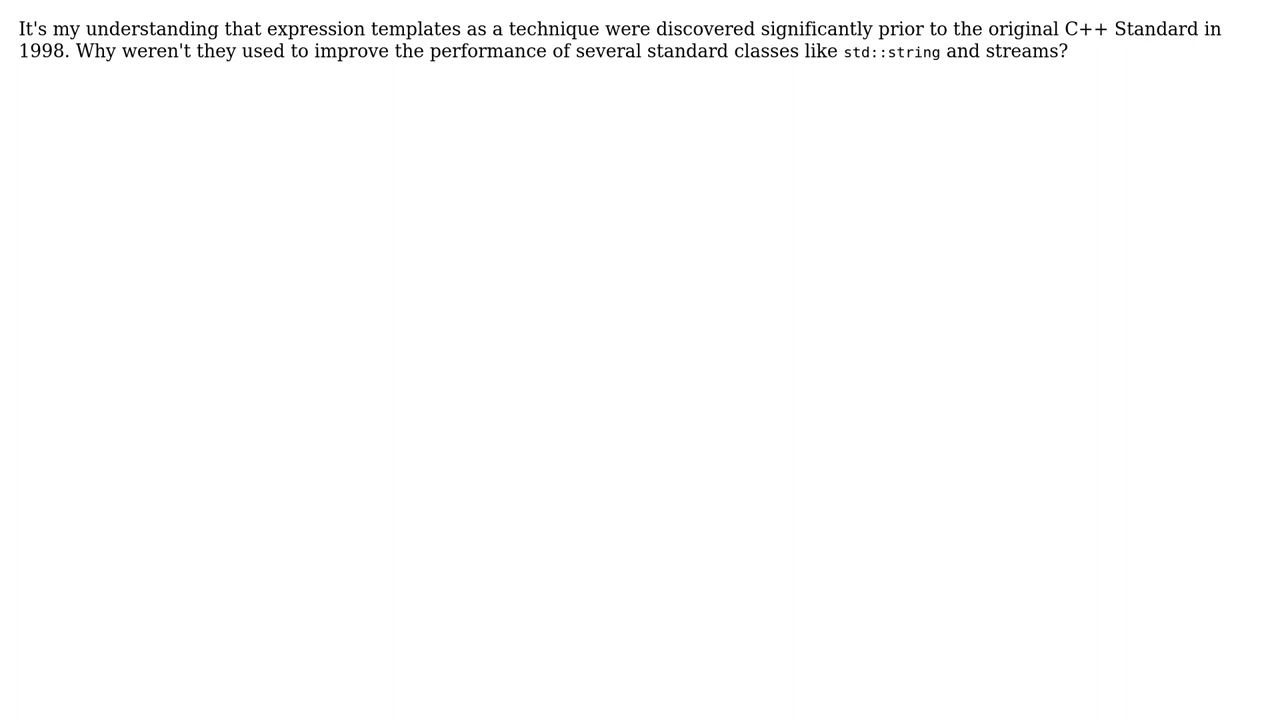 It's my understanding that expression templates as a technique were discovered significantly prior to the original C++ Standard in
1998. Why weren't they used to improve the performance of several standard classes like std::string and streams?